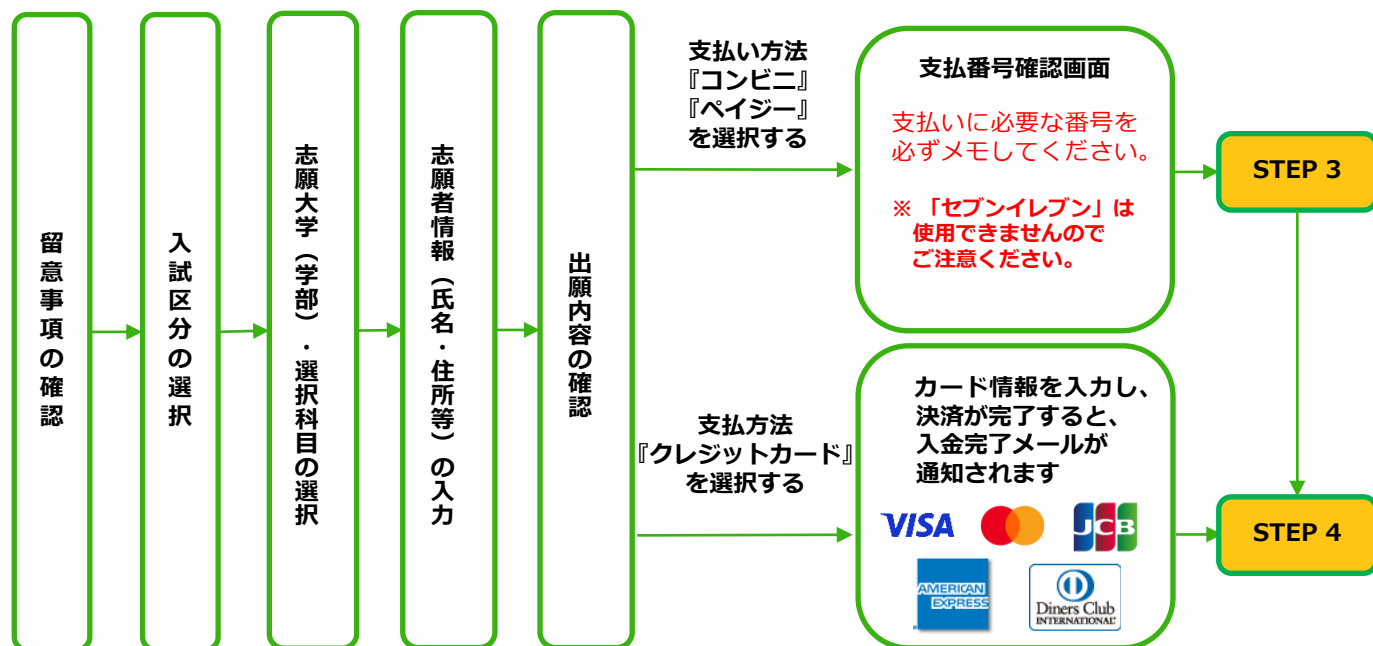 留意事項の確認
入試区分の選択
志願大学（学部）・選択科目の選択
志願者情報（氏名・住所等）の入力
出願内容の確認
支払い方法
『コンビニ』
『ペイジー』
を選択する
支払番号確認画面
支払いに必要な番号を
必ずメモしてください。
※ 「セブンイレブン」は
使用できませんので
ご注意ください。
STEP 3
支払方法
『クレジットカード』
を選択する
カード情報を入力し、
決済が完了すると、
入金完了メールが
通知されます
VISA
JCB
AMERICAN
EXPRESS
Diners Club
INTERNATIONAL
STEP 4